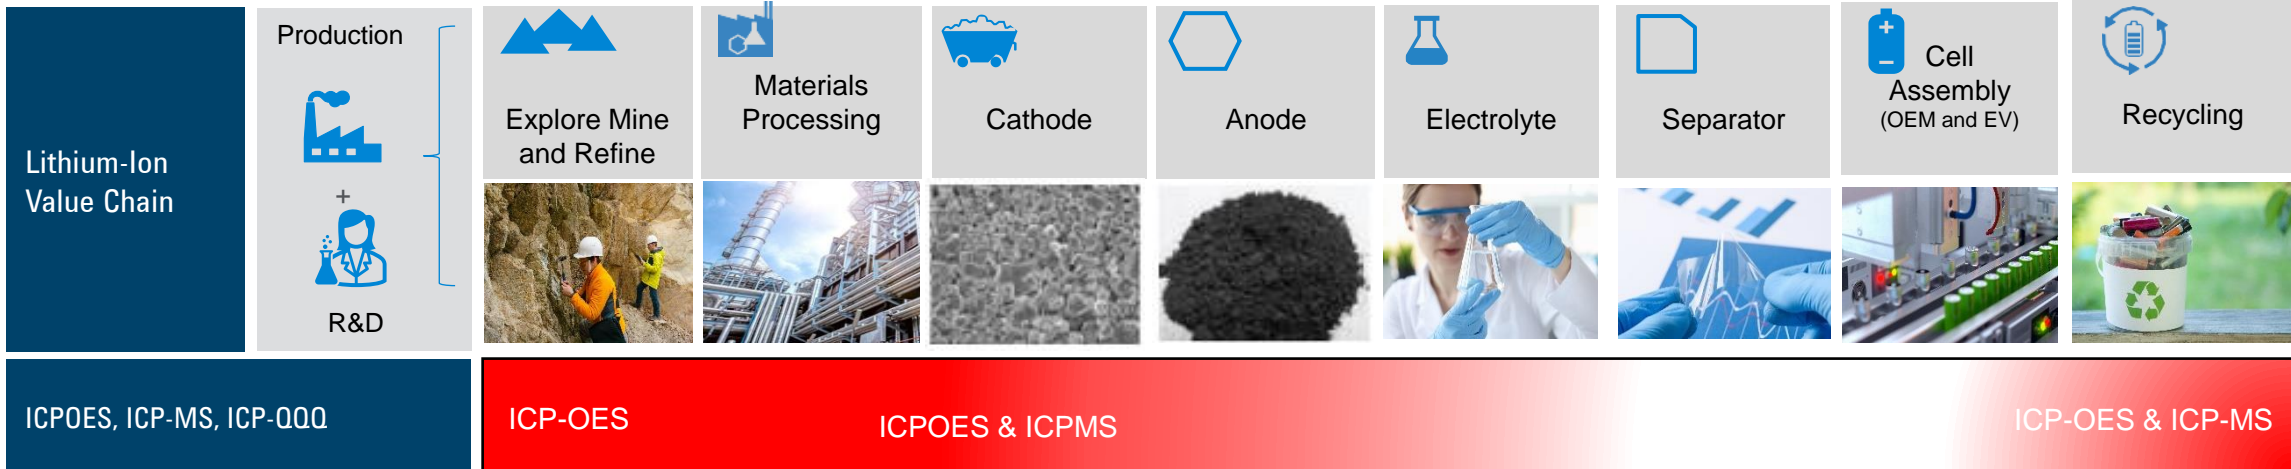 Lithium-Ion
Value Chain
Production
+
R&D
Explore Mine
and Refine
Materials
Processing
Cathode
Anode
Electrolyte
Separator
Cell
Assembly
(OEM and EV)
Recycling
ICPOES, ICP-MS, ICP-QQQ
ICP-OES
ICPOES & ICPMS
ICP-OES & ICP-MS